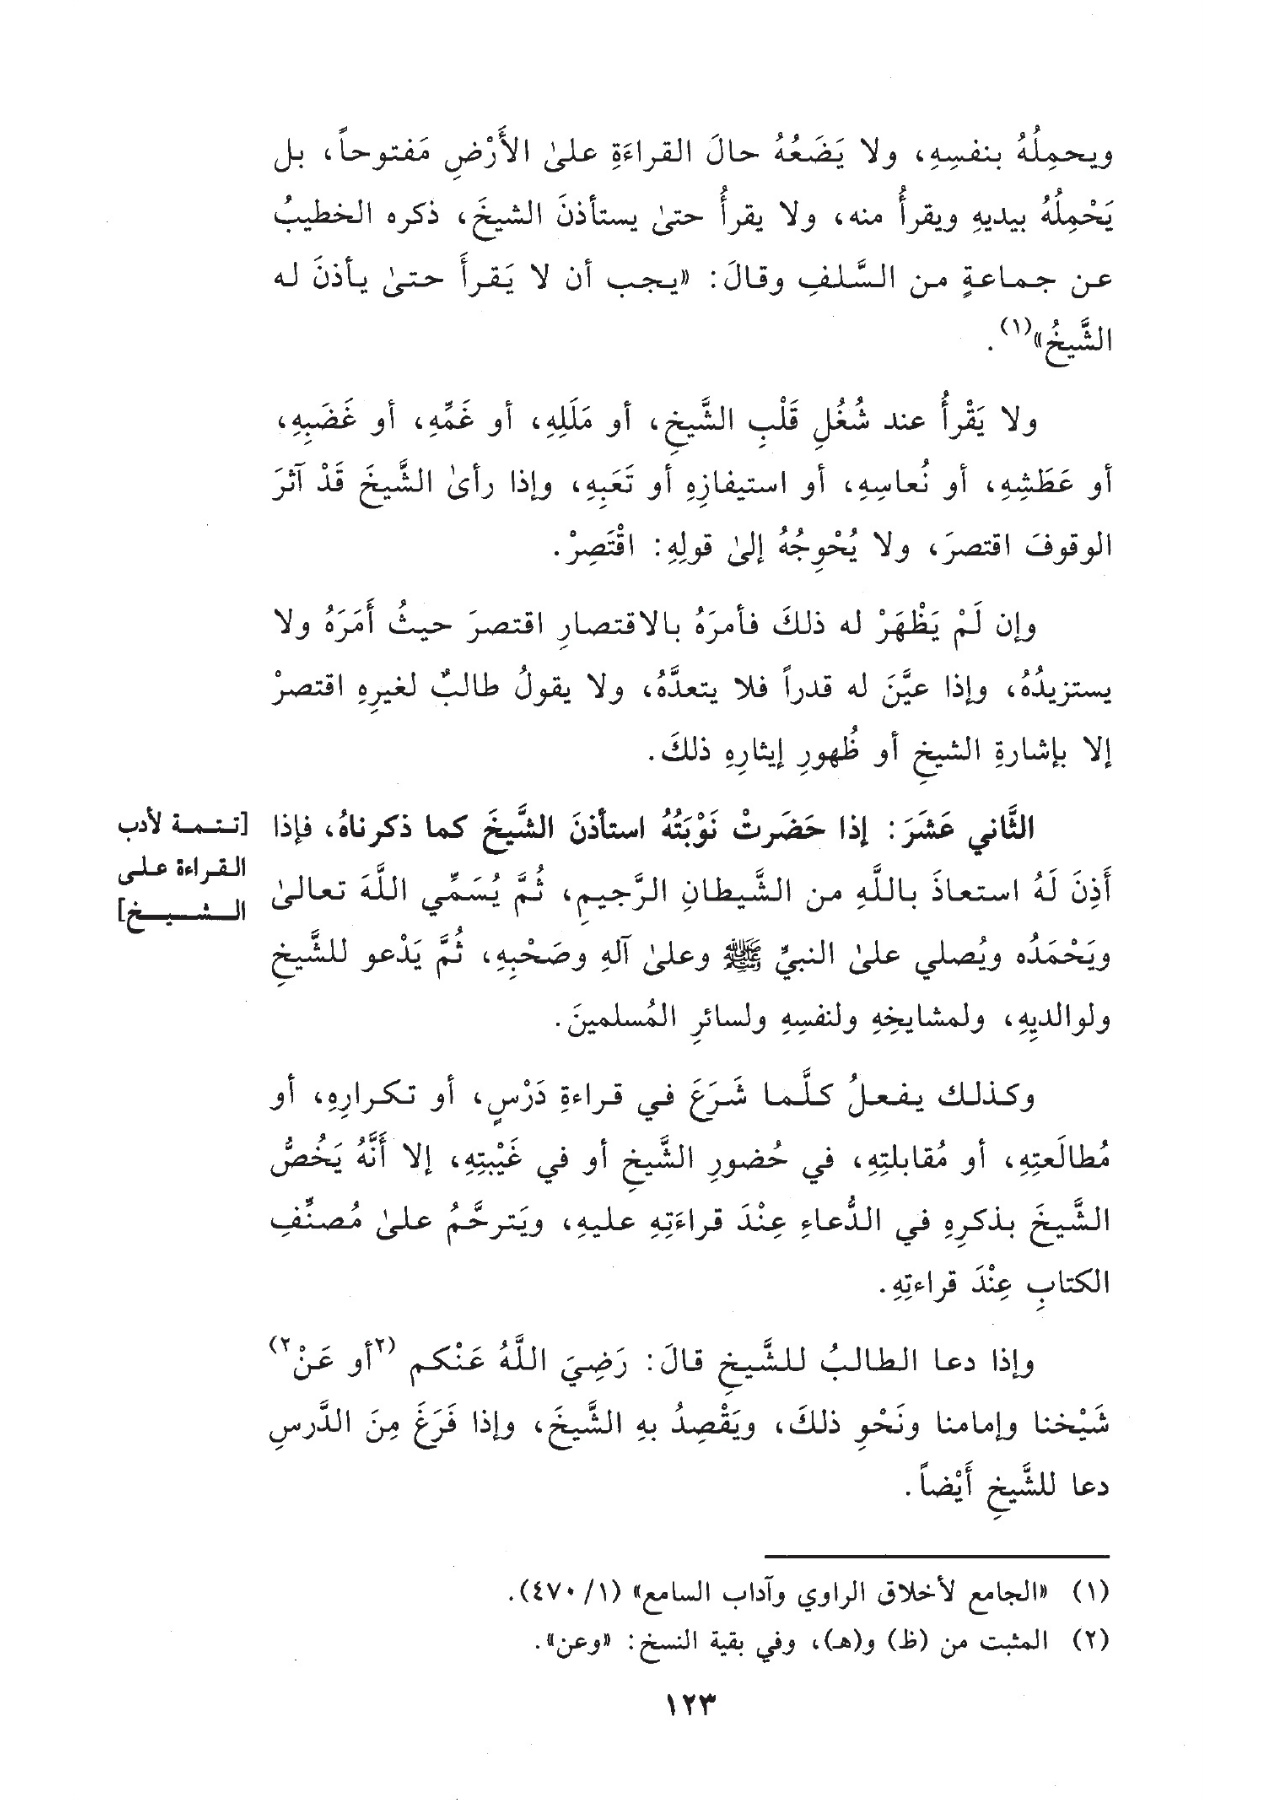 ويحمِلُهُ بنفسِهِ، ولا يَضَعُهُ حالَ القراءَةِ علىٰ الأَرْضِ مَفتوحاً، بل
يَحْمِلُهُ بيديهِ ويقرأُ منه، ولا يقرأُ حتىٰ يستأذنَ الشيخَ، ذكره الخطيبُ
عن جماعةٍ من السَّلفِ وقالَ: «يجب أن لا يَقرأَ حتىٰ يأذنَ له
الشَّيخُ»(١).
ولا يَقْرأُ عند شُغُلِ قَلْبِ الشَّيخِ، أو مَلَلِهِ، أو غَمِّهِ، أو غَضَبِهِ،
أو عَطَشِهِ، أو نُعاسِهِ، أو استيفازِهِ أو تَعَبِهِ، وإذا رأىٰ الشَّيخَ قَدْ آثرَ
الوقوفَ اقتصرَ، ولا يُحْوِجُهُ إلىٰ قولِهِ: اقْتَصِرْ.
وإن لَمْ يَظْهَرْ له ذلكَ فأمرَهُ بالاقتصارِ اقتصرَ حيثُ أَمَرَهُ ولا
يستزيدُهُ، وإذا عيَّنَ له قدراً فلا يتعدَّهُ، ولا يقولُ طالبٌ لغيرِهِ اقتصرْ
إلا بإشارةِ الشيخِ أو ظُهورِ إيثارِهِ ذلكَ.
الثَّاني عَشَرَ: إذا حَضَرتْ نَوْبَتُهُ استأذنَ الشَّيخَ كما ذكرناهُ، فإذا
[تتمة لأدب
القراءة على
الشيخ]
أَذِنَ لَهُ استعاذَ باللَّهِ من الشَّيطانِ الرَّجيمِ، ثُمَّ يُسَمِّي اللَّهَ تعالىٰ
ويَحْمَدُه ويُصلي علىٰ النبيِّ ﷺ وعلىٰ آلهِ وصَحْبِهِ، ثُمَّ يَدْعو للشَّيخِ
ولوالديِهِ، ولمشايخِهِ ولنفسِهِ ولسائرِ المُسلمينَ.
وكذلك يفعلُ كلَّما شَرَعَ في قراءةِ دَرْسٍ، أو تكرارِهِ، أو
مُطالَعتِهِ، أو مُقابلتِهِ، في حُضورِ الشَّيخِ أو في غَيْبتِهِ، إلا أَنَّهُ يَخُصُّ
الشَّيخَ بذكرِهِ في الدُّعاءِ عِنْدَ قراءَتِهِ عليهِ، ويَترحَّمُ علىٰ مُصنِّفِ
الكتابِ عِنْدَ قراءتِهِ.
وإذا دعا الطالبُ للشَّيخِ قالَ: رَضِيَ اللَّهُ عَنْكم (٢أو عَنْ٢)
شَيْخنا وإمامنا ونَحْوِ ذلكَ، ويَقْصِدُ بهِ الشَّيخَ، وإذا فَرَغَ مِنَ الدَّرسِ
دعا للشَّيخِ أَيْضاً.
(١) «الجامع لأخلاق الراوي وآداب السامع» (١/ ٤٧٠).
(٢) المثبت من (ظ) و(هـ)، وفي بقية النسخ: «وعن».
١٢٣